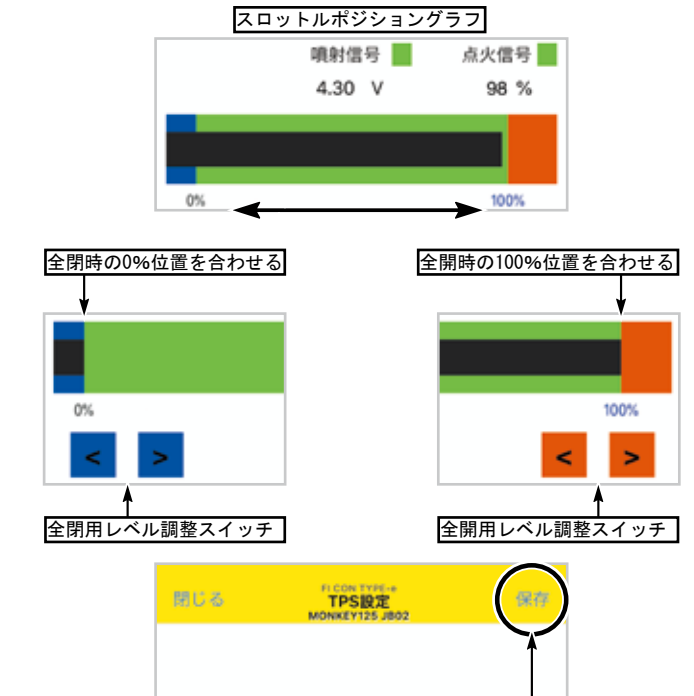 スロットルポジショングラフ
噴射信号 点火信号
4.30 V 98 %
0% 100%
全閉時の0%位置を合わせる 全開時の100%位置を合わせる
0% 100%
< > < >
全閉用レベル調整スイッチ 全開用レベル調整スイッチ
FI CON TYPE-e
閉じる TPS設定 保存
MONKEY125 JB02